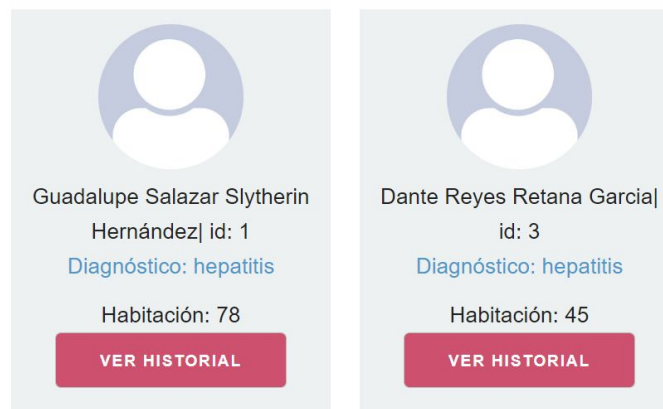 Guadalupe Salazar Slytherin
Hernández| id: 1
Diagnóstico: hepatitis
Habitación: 78
VER HISTORIAL
Dante Reyes Retana Garcia|
id: 3
Diagnóstico: hepatitis
Habitación: 45
VER HISTORIAL